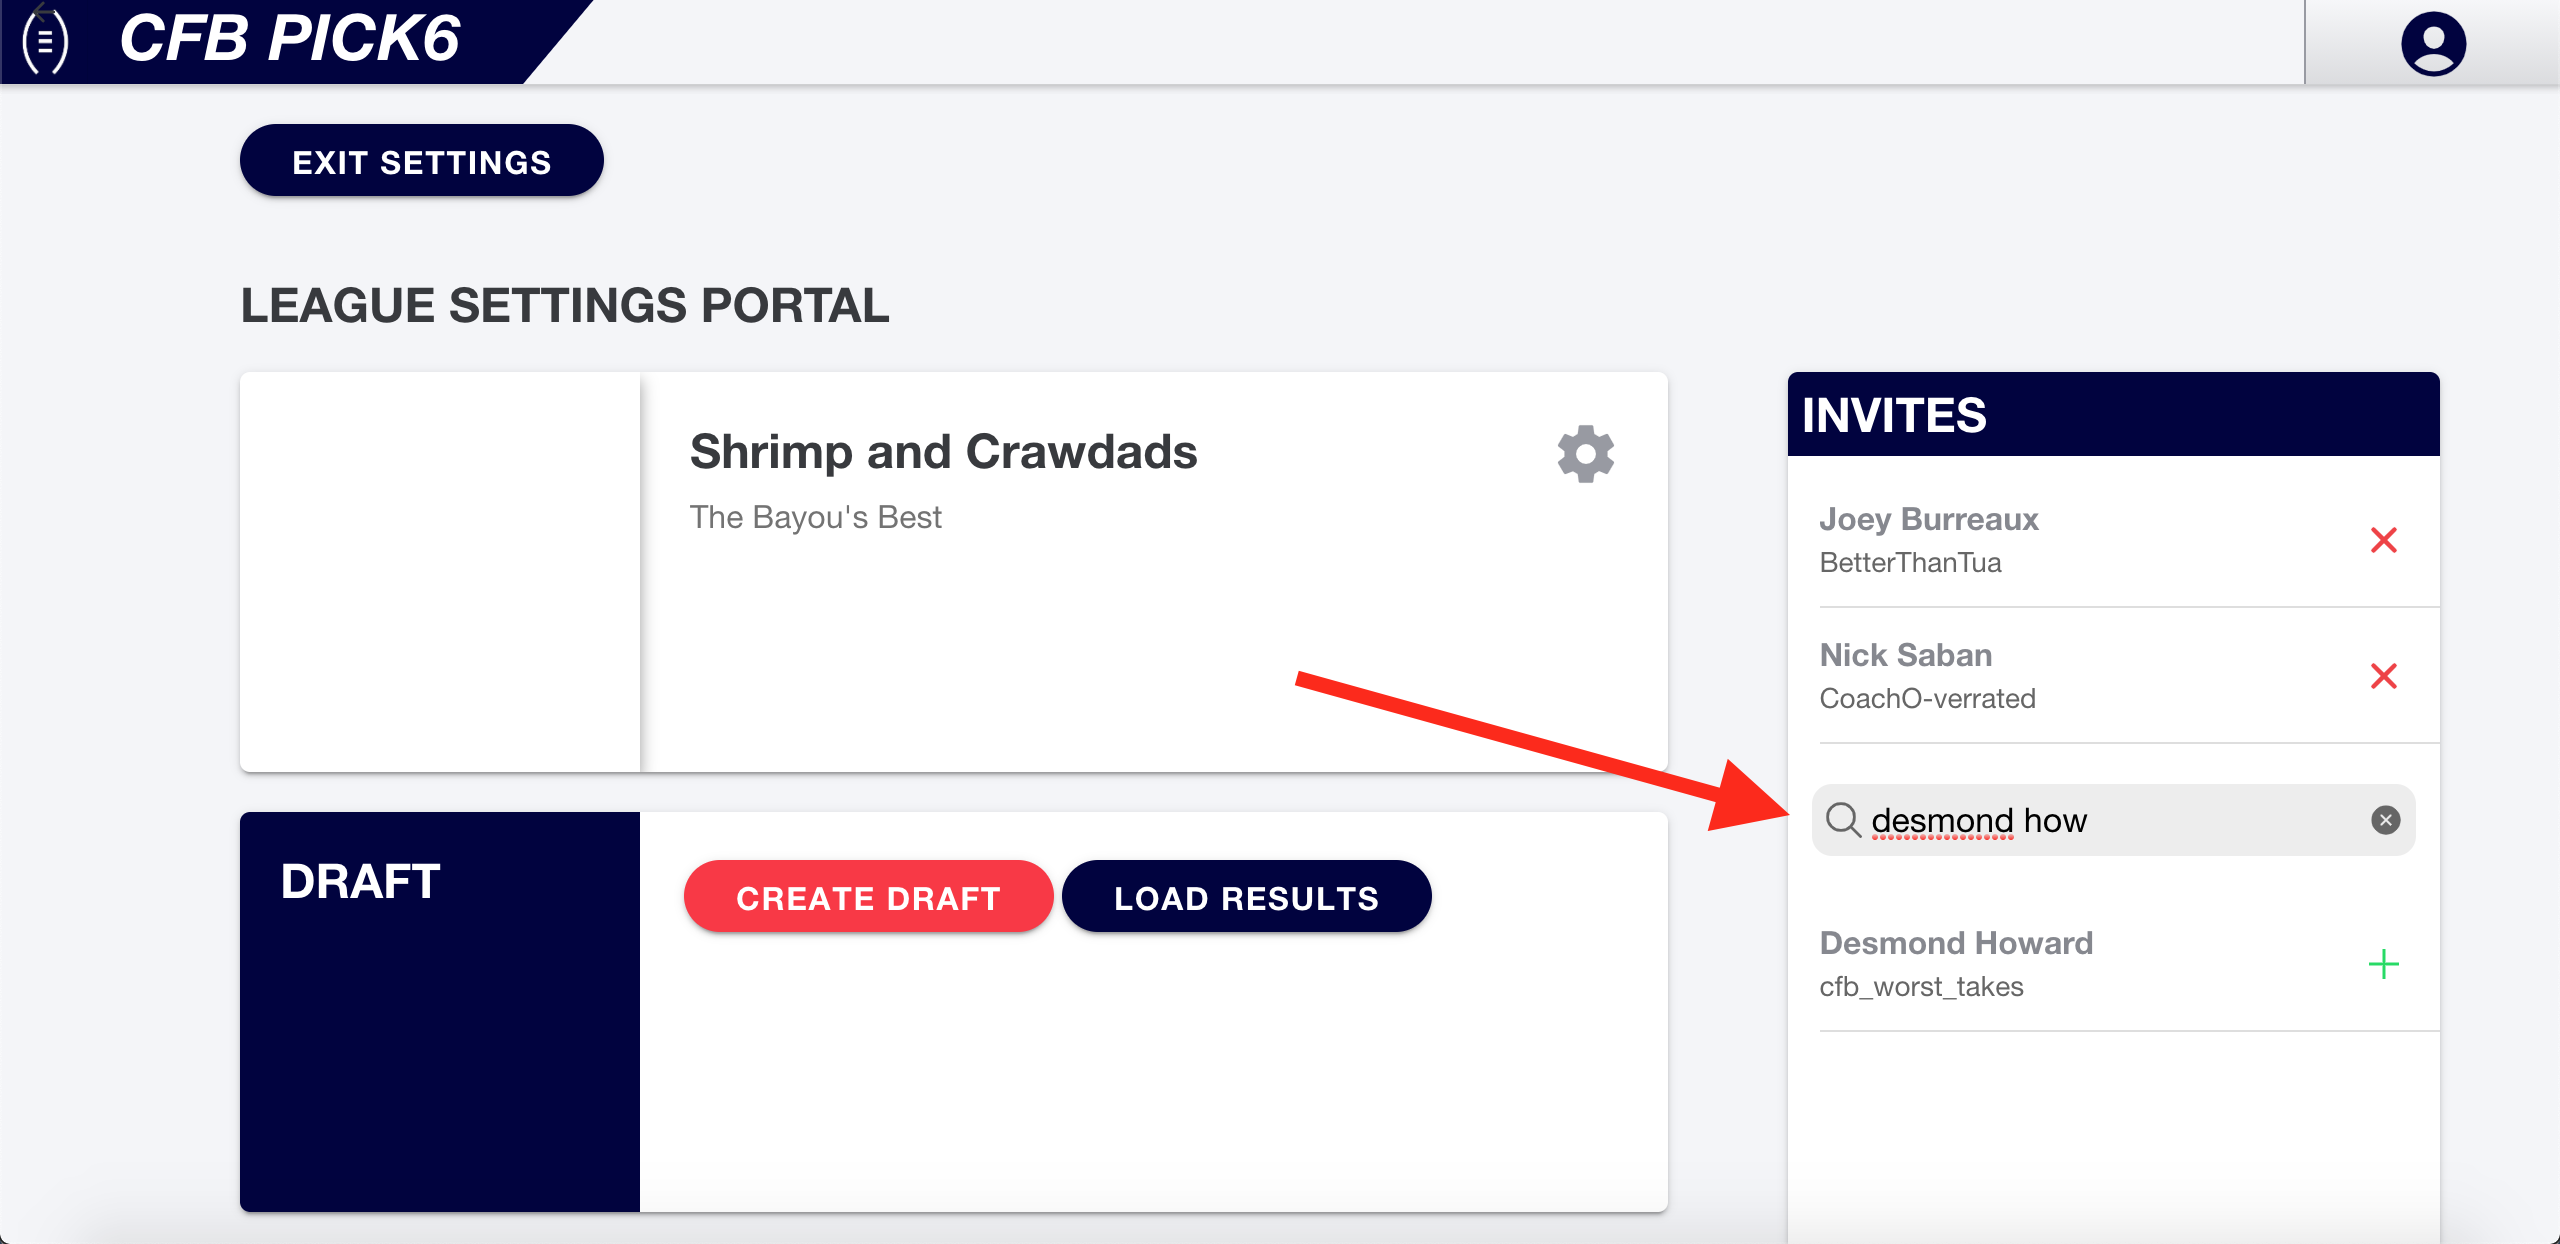 CFB PICK6
EXIT SETTINGS
LEAGUE SETTINGS PORTAL
Shrimp and Crawdads
The Bayou's Best
DRAFT
CREATE DRAFT
LOAD RESULTS
INVITES
Joey Burreaux
BetterThanTua
Nick Saban
CoachO-verrated
desmond how
Desmond Howard
cfb_worst_takes